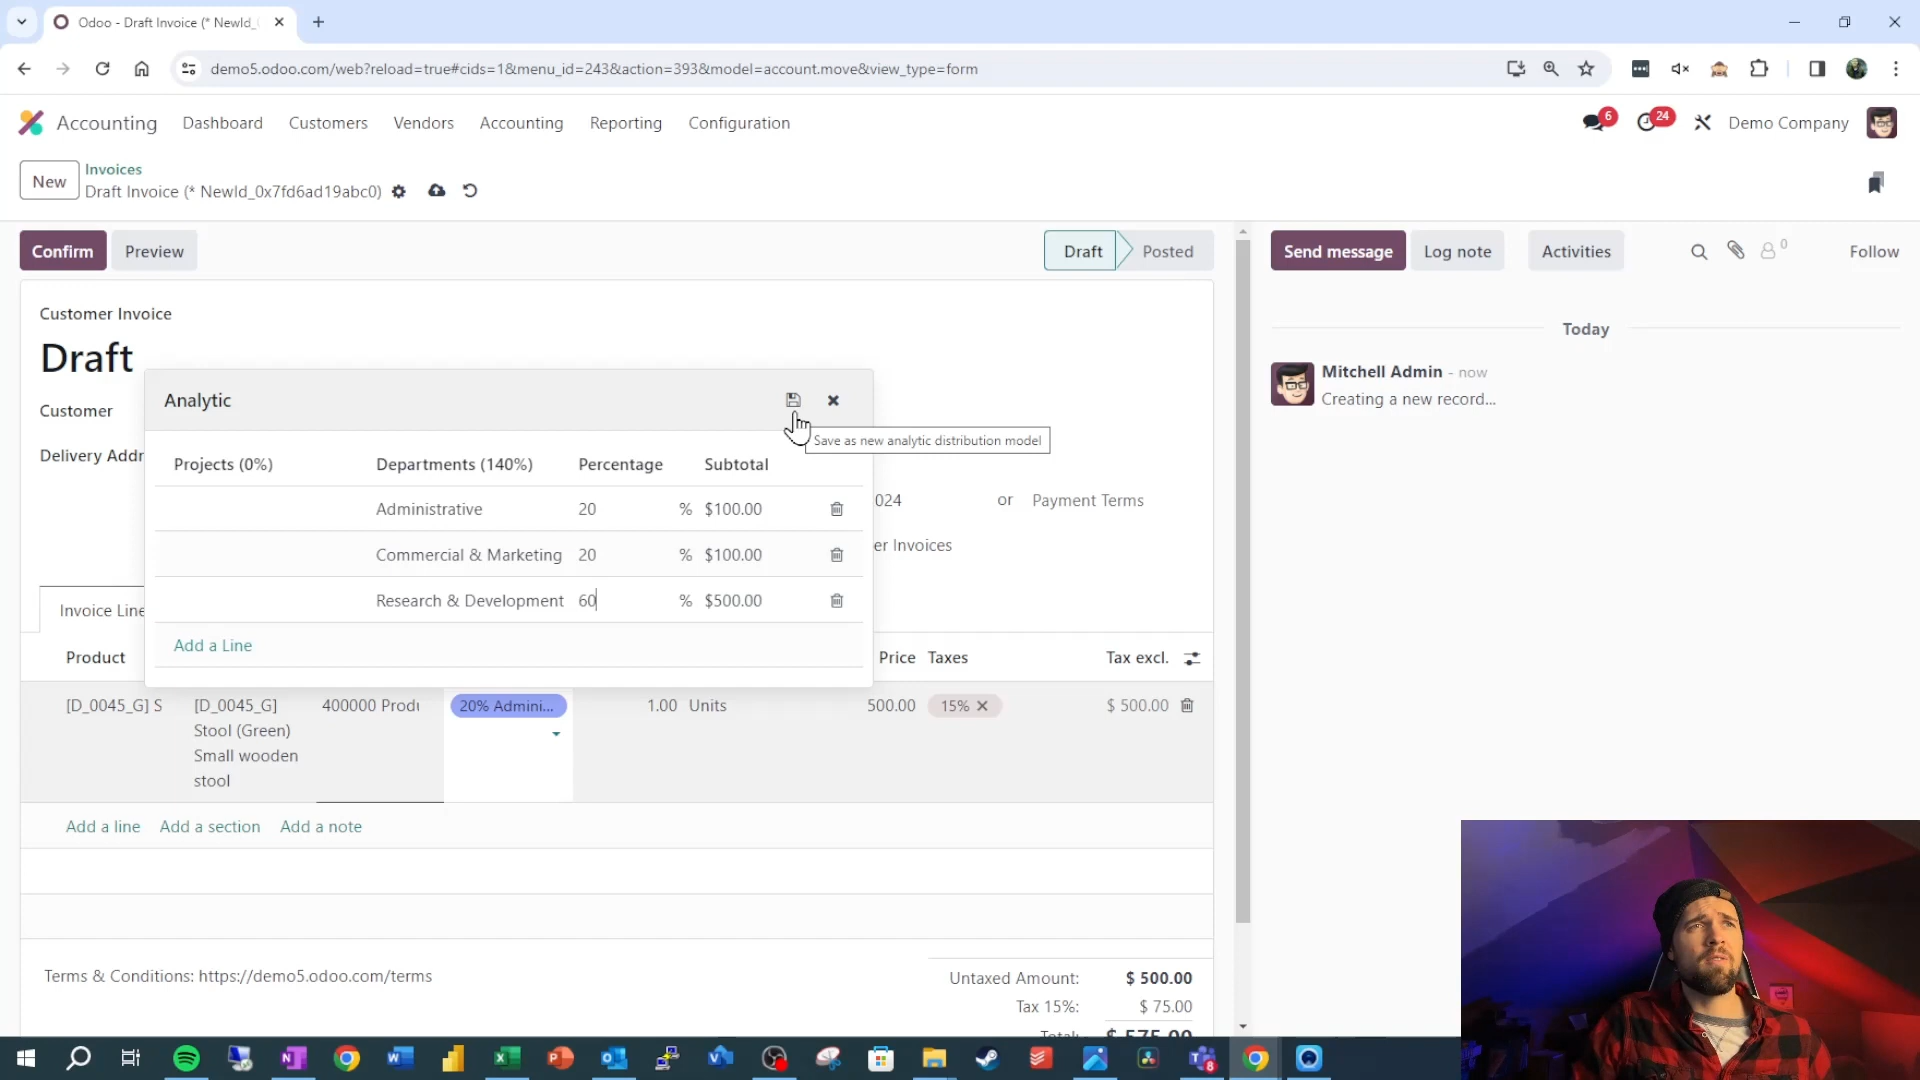 Odoo - Draft Invoice (* NewId_
demo5.odoo.com/web?reload=true#cids=1&menu_id=243&action=393&model=account.move&view_type=form
Accounting Dashboard Customers Vendors Accounting Reporting Configuration
6 24 Demo Company
New Invoices
Draft Invoice (* NewId_0x7fd6ad19abc0)
Confirm Preview Draft Posted Send message Log note Activities 0 Follow
Customer Invoice
Draft
Today
Mitchell Admin - now
Creating a new record...
Customer
Delivery Addr
Analytic
Save as new analytic distribution model
Projects (0%) Departments (140%) Percentage Subtotal
Administrative 20 % $100.00
Commercial & Marketing 20 % $100.00
Research & Development 60 % $500.00
Add a Line
024 or Payment Terms
er Invoices
Invoice Line
Product Price Taxes Tax excl.
[D_0045_G] S [D_0045_G] 400000 Produ 20% Admini... 1.00 Units 500.00 15% $ 500.00
Stool (Green)
Small wooden
stool
Add a line Add a section Add a note
Terms & Conditions: https://demo5.odoo.com/terms
Untaxed Amount: $ 500.00
Tax 15%: $ 75.00
Total: $ 575.00
8